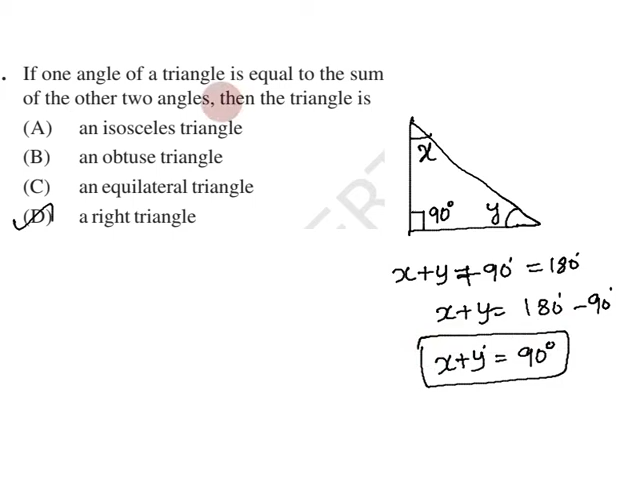 . If one angle of a triangle is equal to the sum
of the other two angles, then the triangle is
(A) an isosceles triangle
(B) an obtuse triangle
(C) an equilateral triangle
(D) a right triangle
x
90° y
x+y+90° = 180°
x+y = 180° - 90°
x+y = 90°